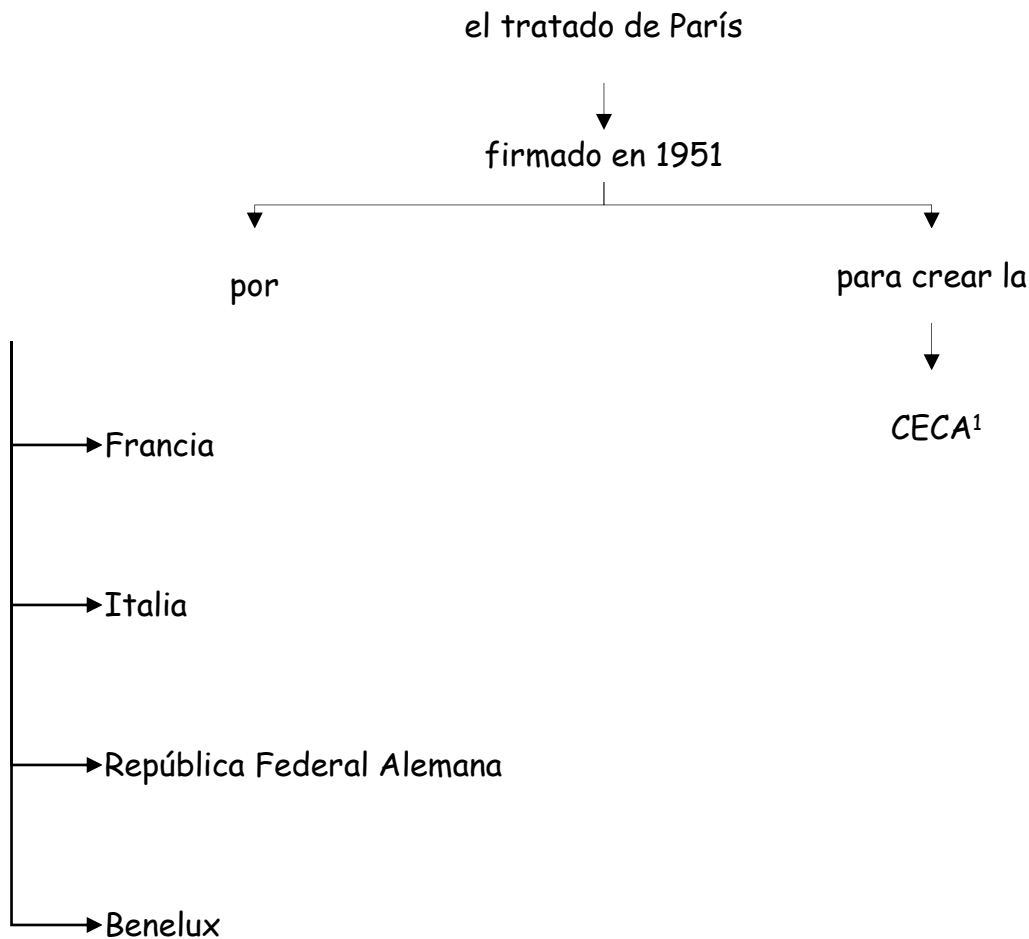 el tratado de París
firmado en 1951
por
para crear la
CECA¹
Francia
Italia
República Federal Alemana
Benelux